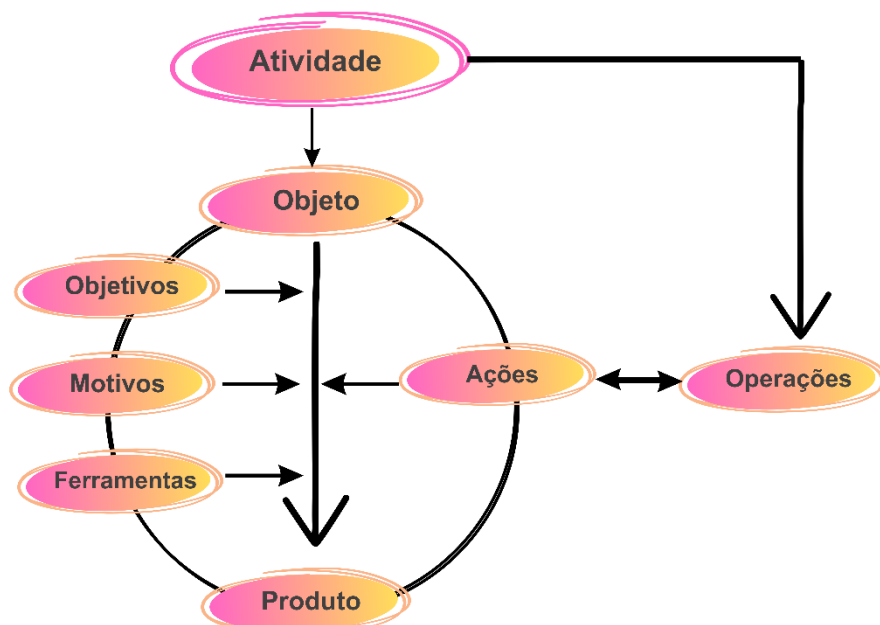 Atividade
Objeto
Objetivos
Motivos
Ações
Operações
Ferramentas
Produto